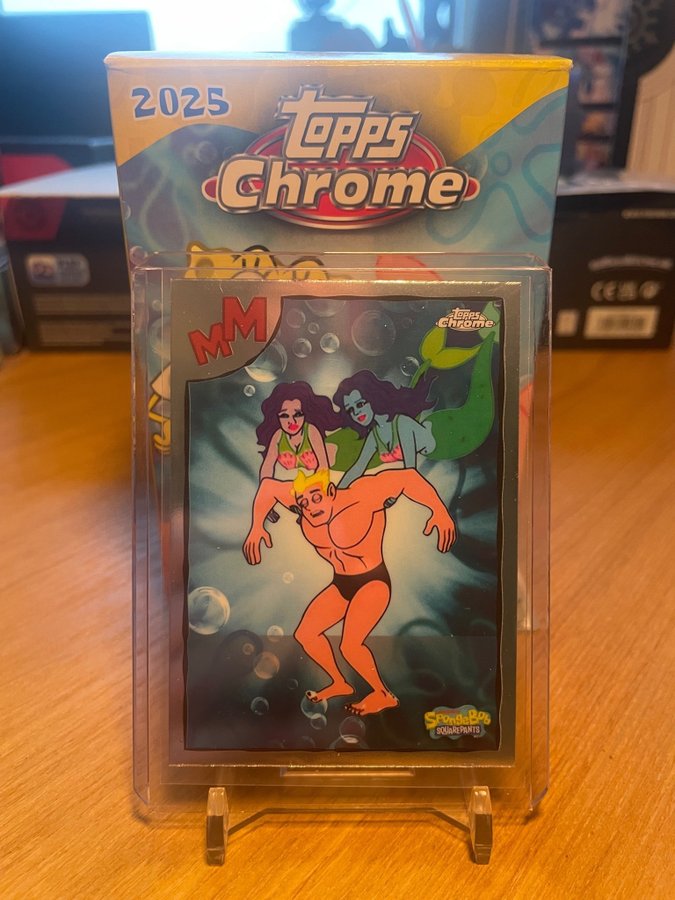 2025
Topps
Chrome
MM
Topps
Chrome
SpongeBob
SQUAREPANTS